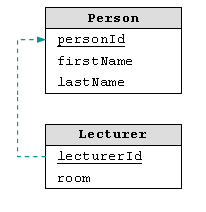 Person
personId
firstName
lastName
Lecturer
lecturerId
room